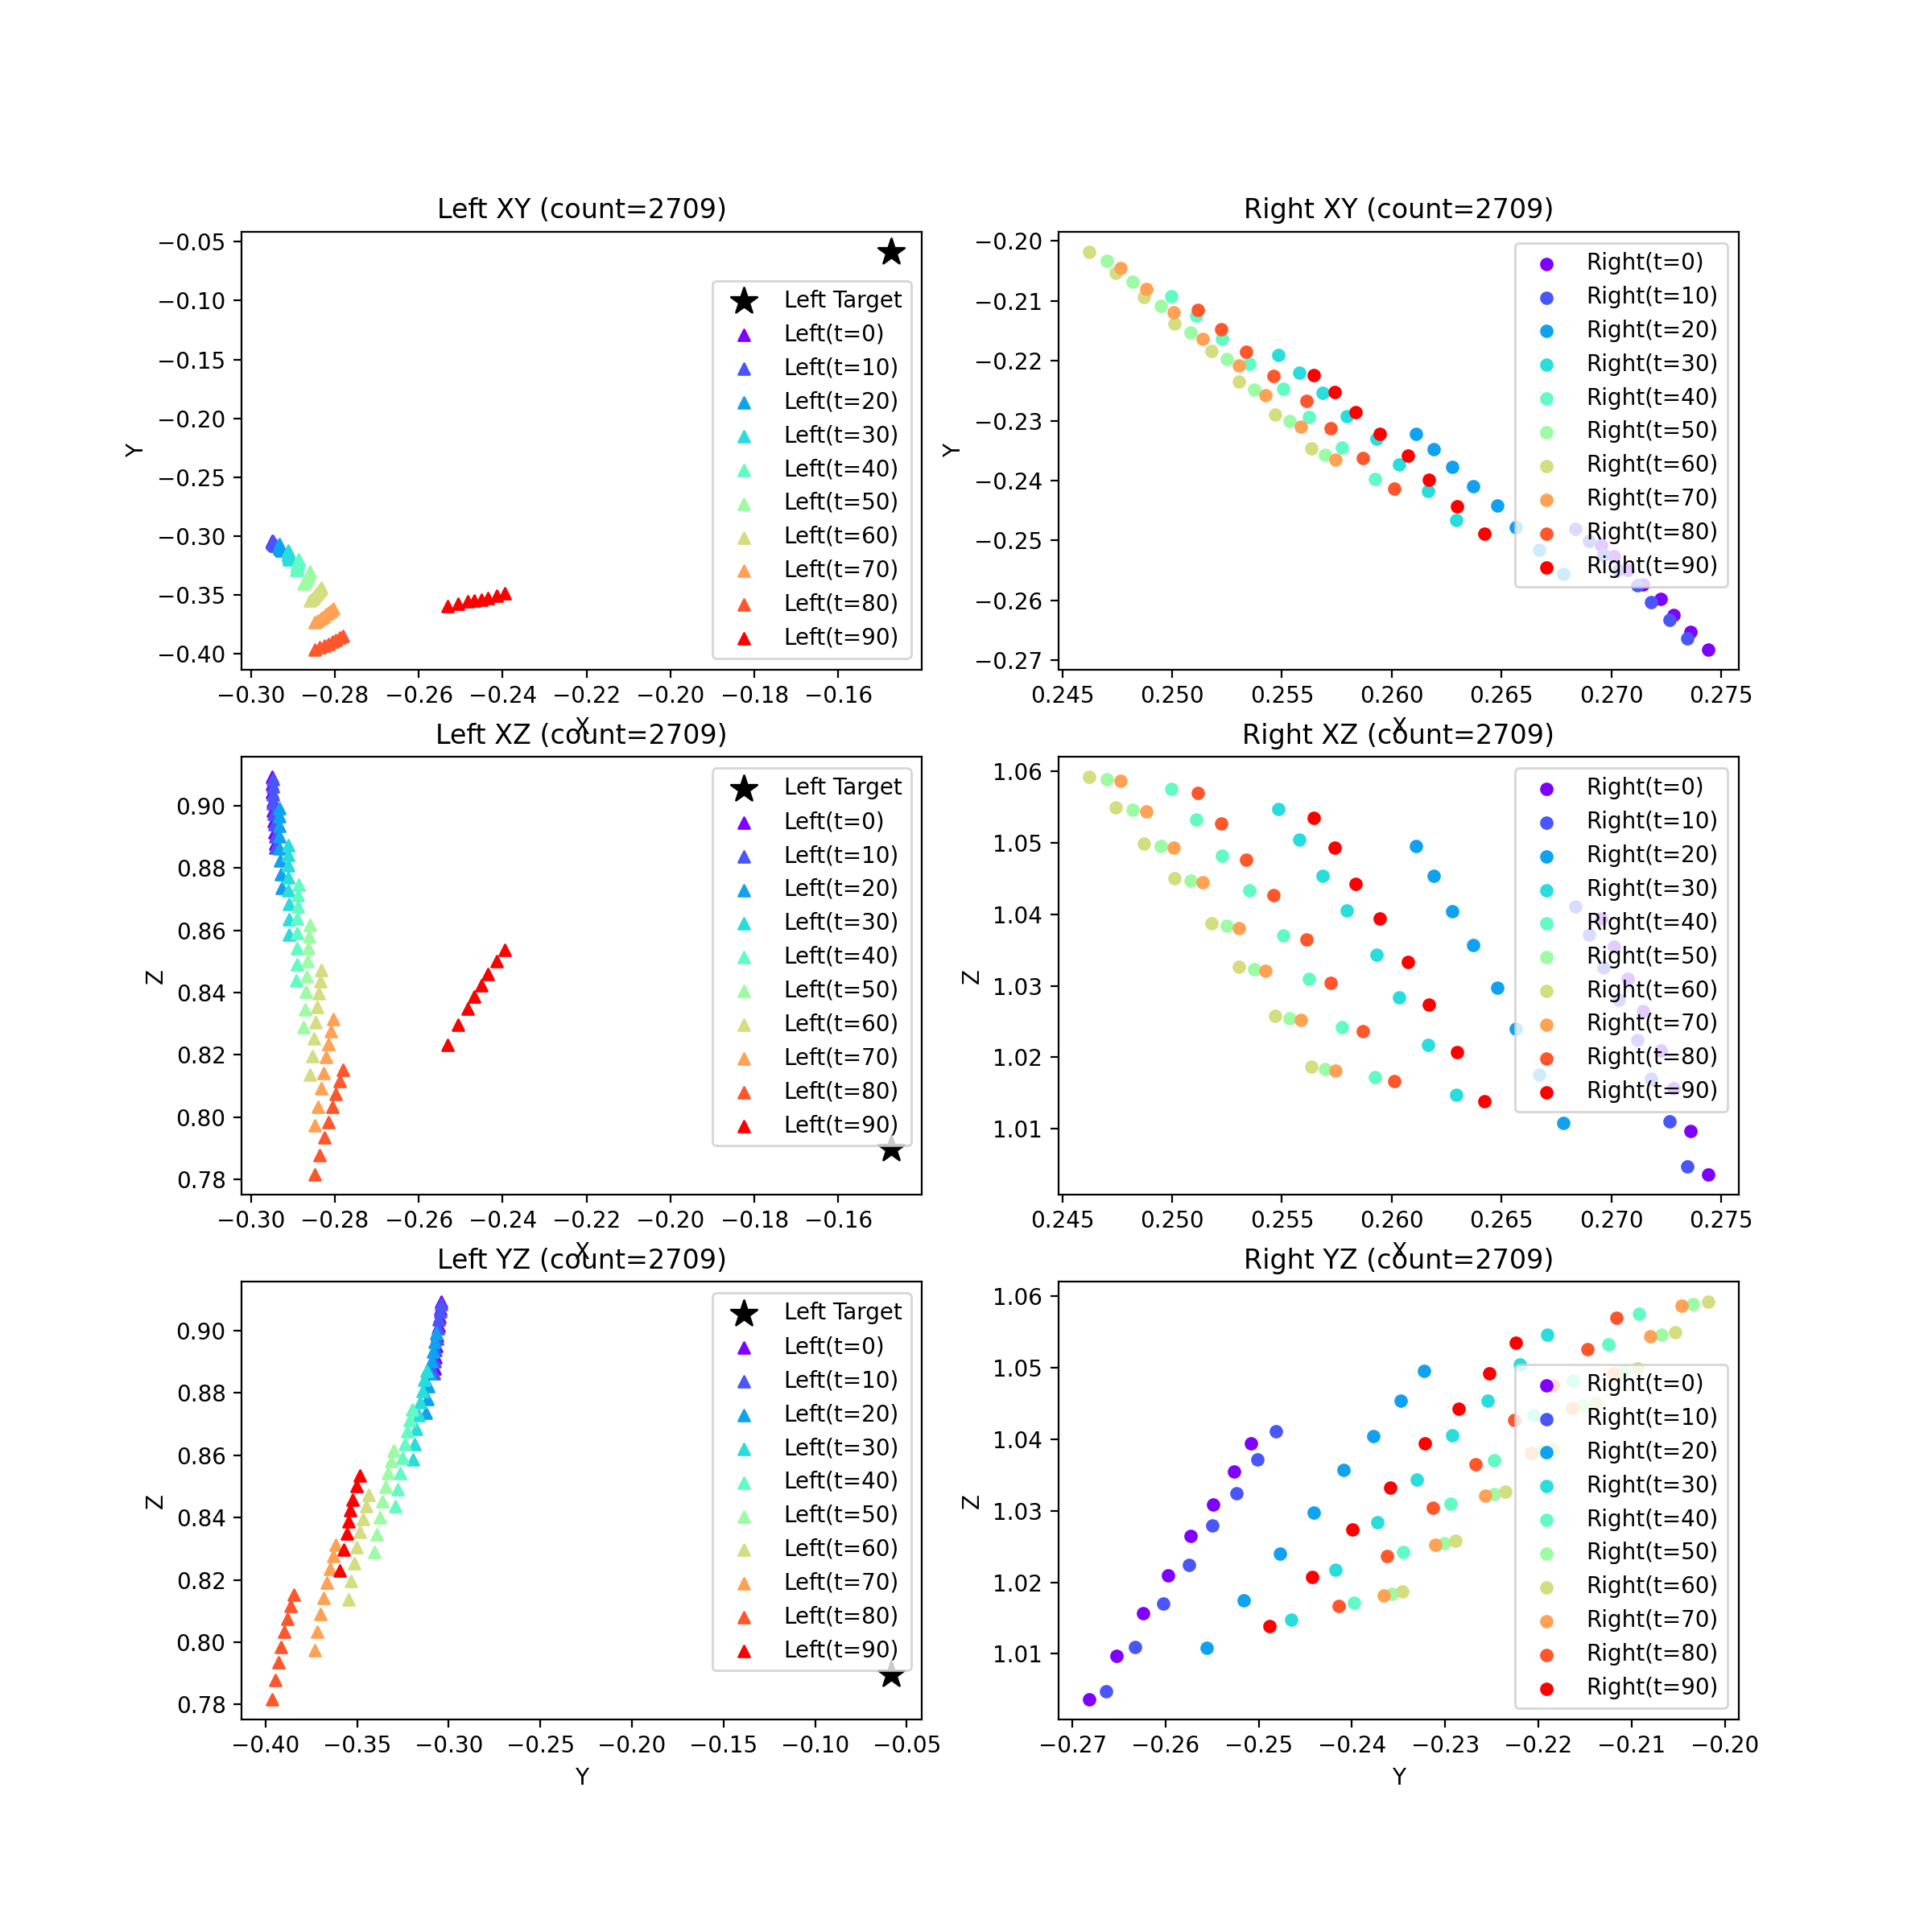 Left XY (count=2709)
−0.05
−0.10
−0.15
−0.20
−0.25
−0.30
−0.35
−0.40
Y
−0.30 −0.28 −0.26 −0.24 −0.22 −0.20 −0.18 −0.16
X
Left Target
Left(t=0)
Left(t=10)
Left(t=20)
Left(t=30)
Left(t=40)
Left(t=50)
Left(t=60)
Left(t=70)
Left(t=80)
Left(t=90)
Right XY (count=2709)
−0.20
−0.21
−0.22
−0.23
−0.24
−0.25
−0.26
−0.27
Y
0.245 0.250 0.255 0.260 0.265 0.270 0.275
X
Right(t=0)
Right(t=10)
Right(t=20)
Right(t=30)
Right(t=40)
Right(t=50)
Right(t=60)
Right(t=70)
Right(t=80)
Right(t=90)
Left XZ (count=2709)
0.90
0.88
0.86
0.84
0.82
0.80
0.78
Z
−0.30 −0.28 −0.26 −0.24 −0.22 −0.20 −0.18 −0.16
X
Left Target
Left(t=0)
Left(t=10)
Left(t=20)
Left(t=30)
Left(t=40)
Left(t=50)
Left(t=60)
Left(t=70)
Left(t=80)
Left(t=90)
Right XZ (count=2709)
1.06
1.05
1.04
1.03
1.02
1.01
Z
0.245 0.250 0.255 0.260 0.265 0.270 0.275
X
Right(t=0)
Right(t=10)
Right(t=20)
Right(t=30)
Right(t=40)
Right(t=50)
Right(t=60)
Right(t=70)
Right(t=80)
Right(t=90)
Left YZ (count=2709)
0.90
0.88
0.86
0.84
0.82
0.80
0.78
Z
−0.40 −0.35 −0.30 −0.25 −0.20 −0.15 −0.10 −0.05
Y
Left Target
Left(t=0)
Left(t=10)
Left(t=20)
Left(t=30)
Left(t=40)
Left(t=50)
Left(t=60)
Left(t=70)
Left(t=80)
Left(t=90)
Right YZ (count=2709)
1.06
1.05
1.04
1.03
1.02
1.01
Z
−0.27 −0.26 −0.25 −0.24 −0.23 −0.22 −0.21 −0.20
Y
Right(t=0)
Right(t=10)
Right(t=20)
Right(t=30)
Right(t=40)
Right(t=50)
Right(t=60)
Right(t=70)
Right(t=80)
Right(t=90)